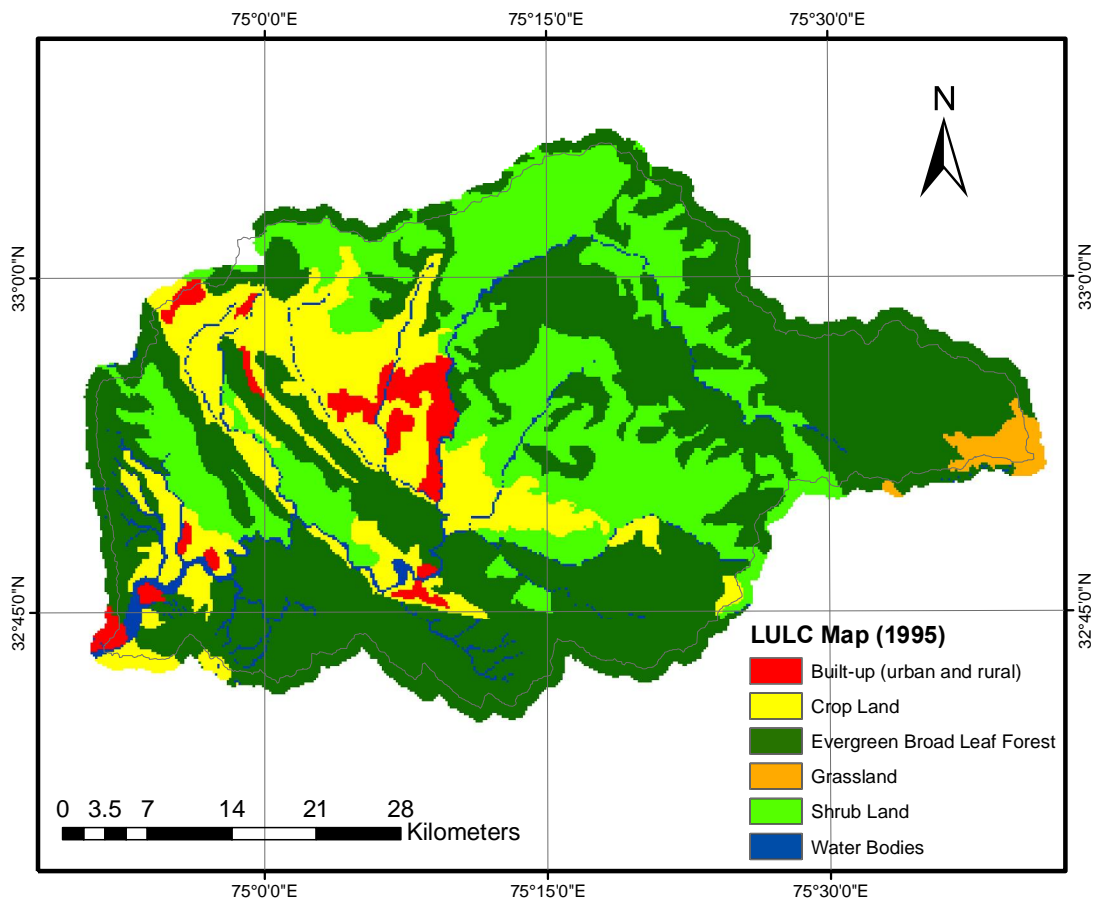 75°0'0"E 75°15'0"E 75°30'0"E
N
33°0'0"N 33°0'0"N
32°45'0"N 32°45'0"N
LULC Map (1995)
Built-up (urban and rural)
Crop Land
Evergreen Broad Leaf Forest
Grassland
Shrub Land
Water Bodies
0 3.5 7 14 21 28
Kilometers
75°0'0"E 75°15'0"E 75°30'0"E